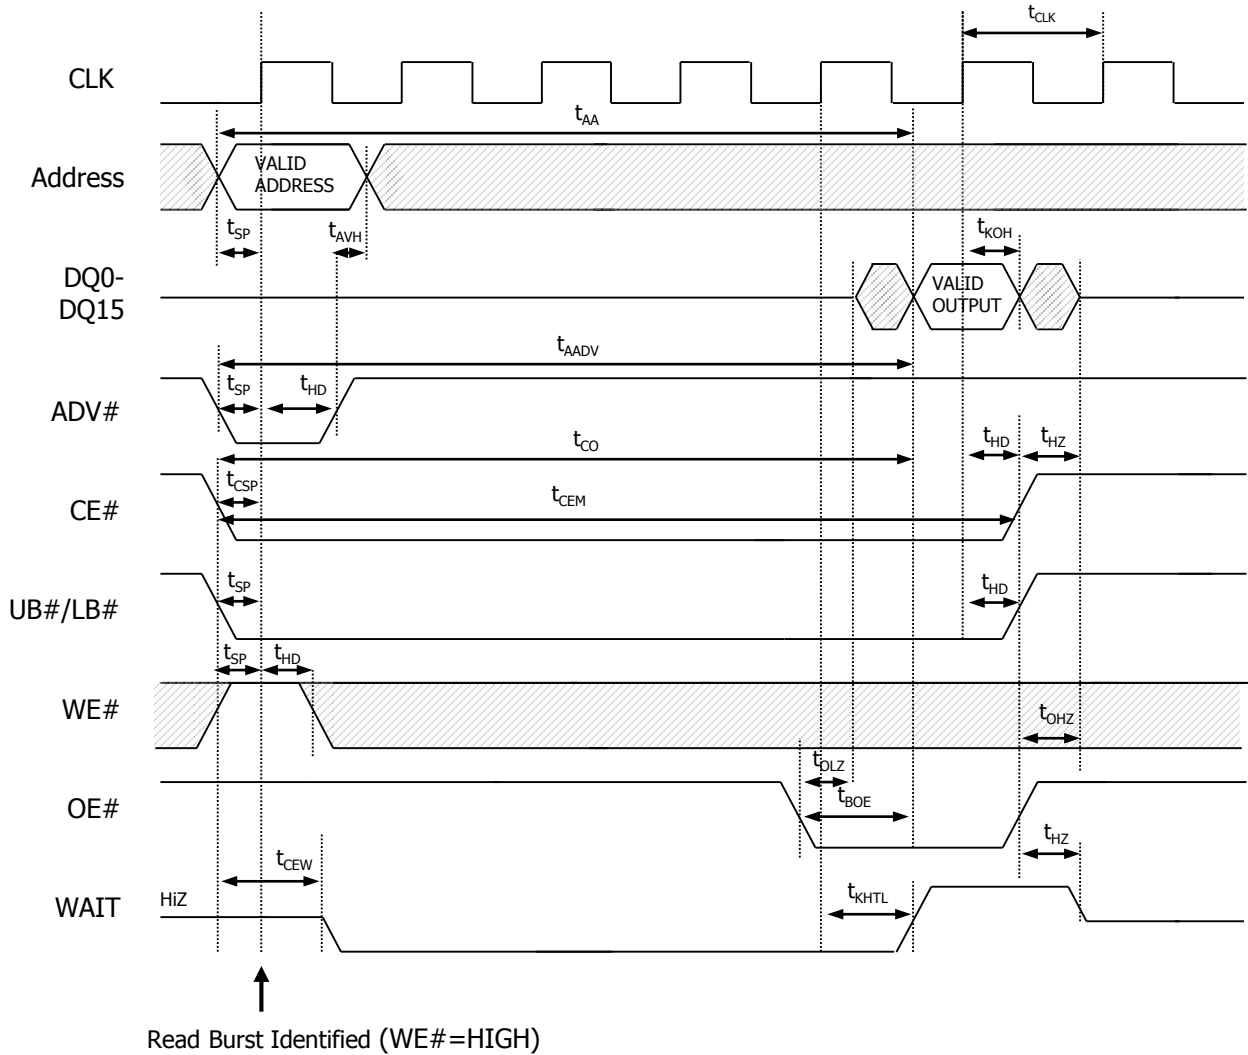 tCLK
CLK
tAA
VALID
ADDRESS
Address
tSP
tAVH
tKOH
DQ0-
DQ15
VALID
OUTPUT
tAADV
tSP
tHD
ADV#
tCO
tHD
tHZ
tCSP
tCEM
CE#
tSP
tHD
UB#/LB#
tSP
tHD
WE#
tOHZ
tOLZ
OE#
tBOE
tHZ
tCEW
HiZ
tKHTL
WAIT
Read Burst Identified (WE#=HIGH)